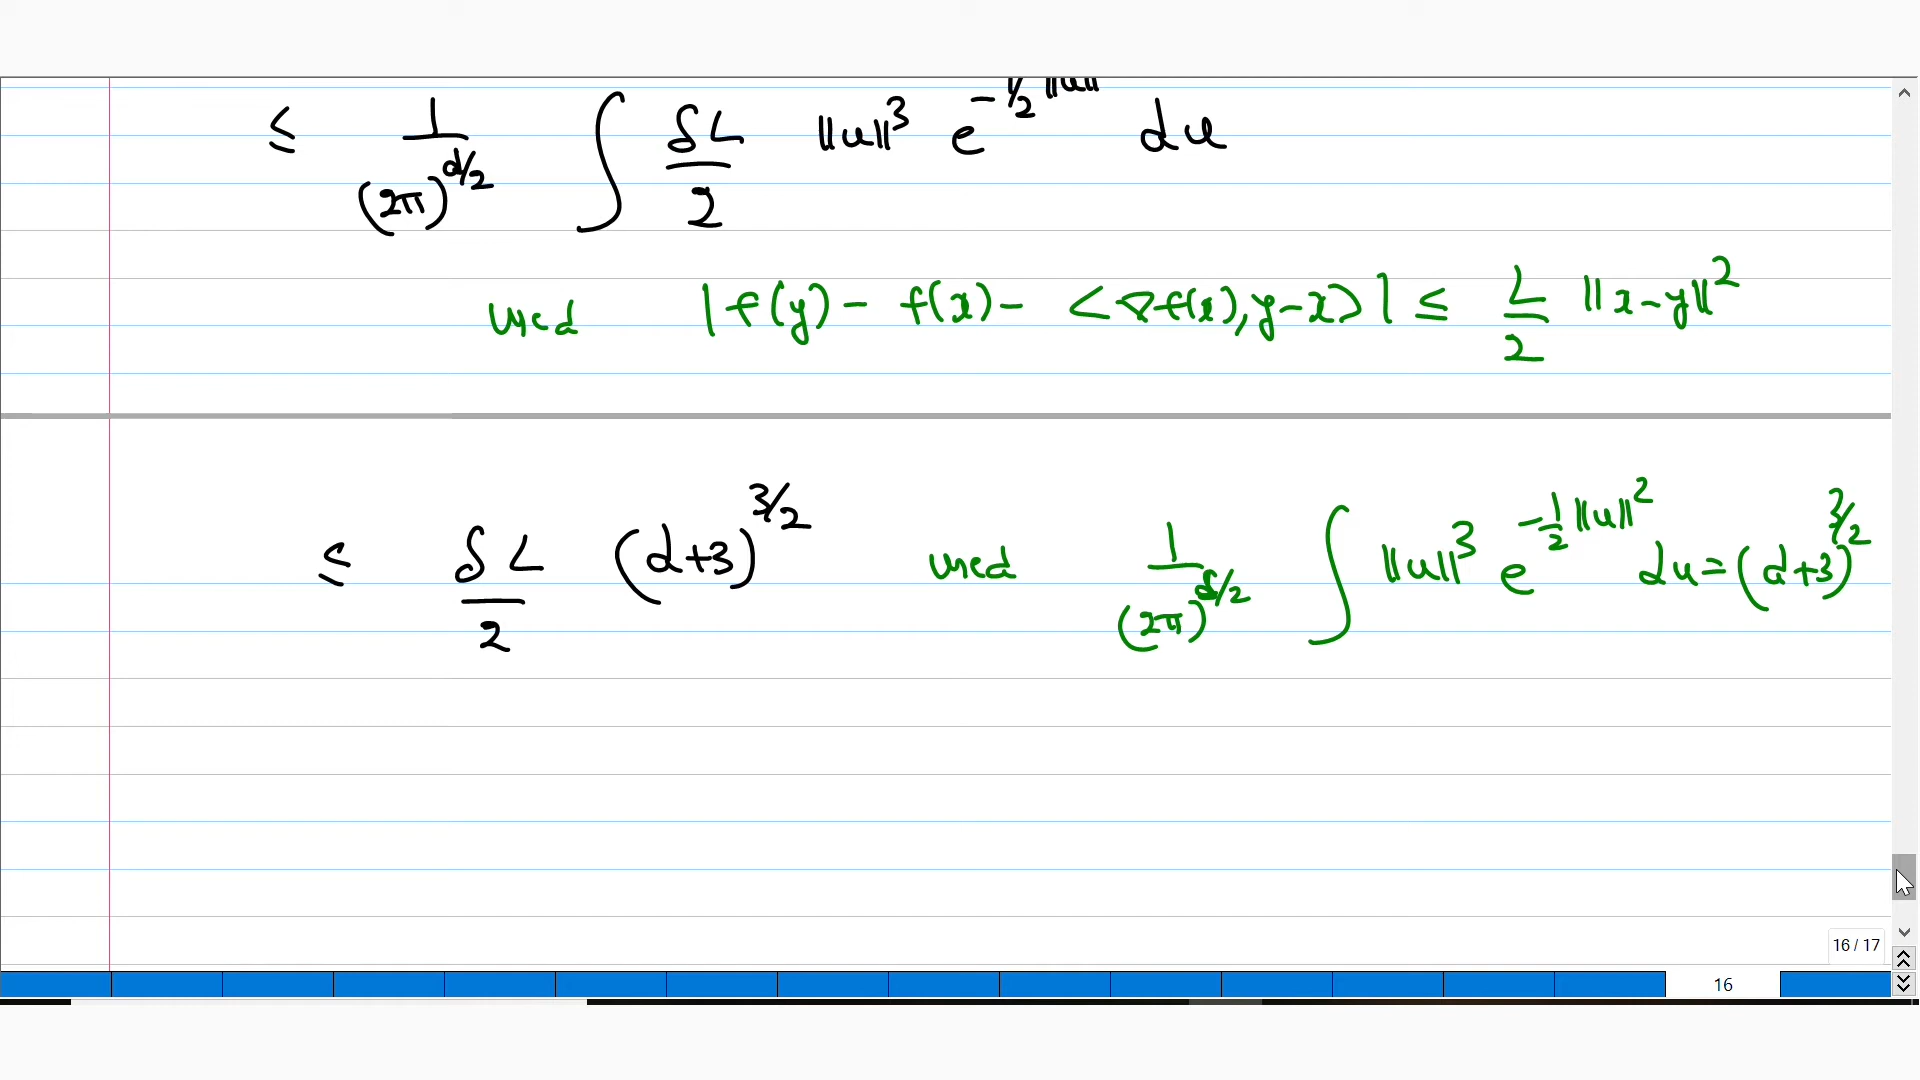 ≤ 1/(2π)^{d/2} ∫ δL/2 ||u||^3 e^{-1/2 ||u||} du
used |f(y) - f(x) - <∇f(x), y-x>| ≤ L/2 ||x-y||^2
≤ δL/2 (d+3)^{3/2} used 1/(2π)^{d/2} ∫ ||u||^3 e^{-1/2 ||u||^2} du = (d+3)^{3/2}
16 / 17
16